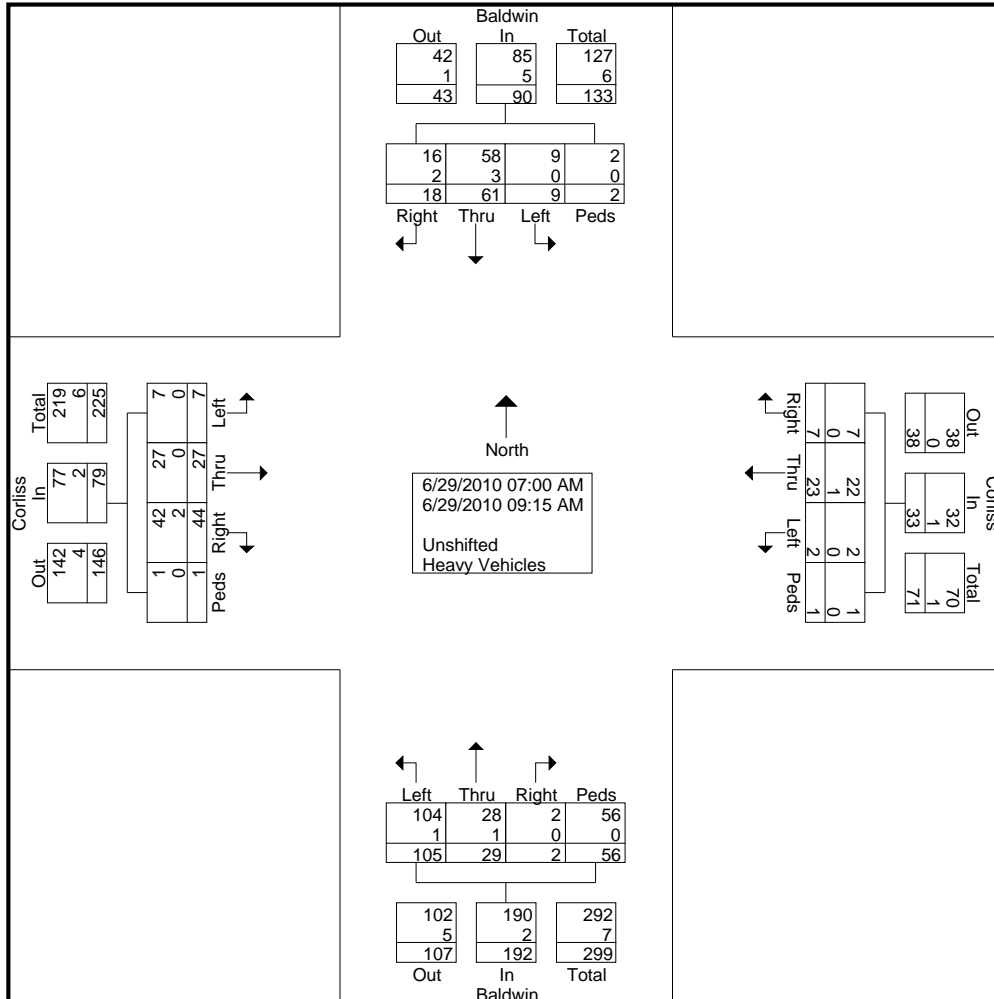 Baldwin
Out In Total
42 85 127
1 5 6
43 90 133
16 58 9 2
2 3 0 0
18 61 9 2
Right Thru Left Peds
Corliss
Total In Out
219 77 142
6 2 4
225 79 146
7 27 42 1
0 0 2 0
7 27 44 1
Left Thru Right Peds
North
6/29/2010 07:00 AM
6/29/2010 09:15 AM
Unshifted
Heavy Vehicles
Right Thru Left Peds
7 23 2 1
0 1 0 0
7 22 2 1
38 33 71
0 1 1
38 32 70
Out In Total
Corliss
Left Thru Right Peds
104 28 2 56
1 1 0 0
105 29 2 56
102 190 292
5 2 7
107 192 299
Out In Total
Baldwin